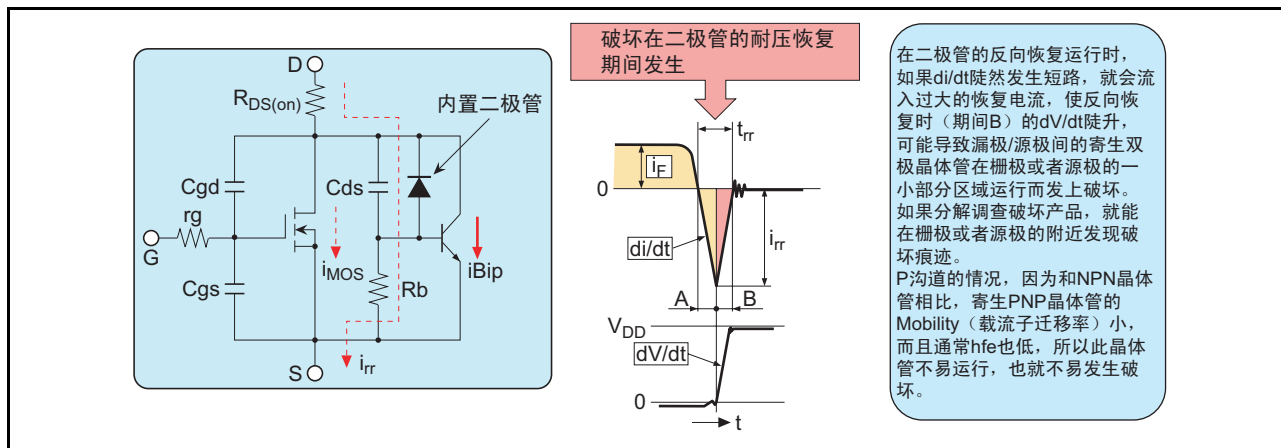 D
R_DS(on)
内置二极管
Cgd
Cds
rg
G
i_MOS
iBip
Cgs
Rb
S
i_rr
破坏在二极管的耐压恢复
期间发生
t_rr
i_F
0
di/dt
i_rr
A
B
V_DD
dV/dt
0
t
在二极管的反向恢复运行时,
如果di/dt陡然发生短路,就会流
入过大的恢复电流,使反向恢
复时(期间B)的dV/dt陡升,
可能导致漏极/源极间的寄生双
极晶体管在栅极或者源极的一
小部分区域运行而发上破坏。
如果分解调查破坏产品,就能
在栅极或者源极的附近发现破
坏痕迹。
P沟道的情况,因为和NPN晶体
管相比,寄生PNP晶体管的
Mobility(载流子迁移率)小,
而且通常hfe也低,所以此晶体
管不易运行,也就不易发生破
坏。